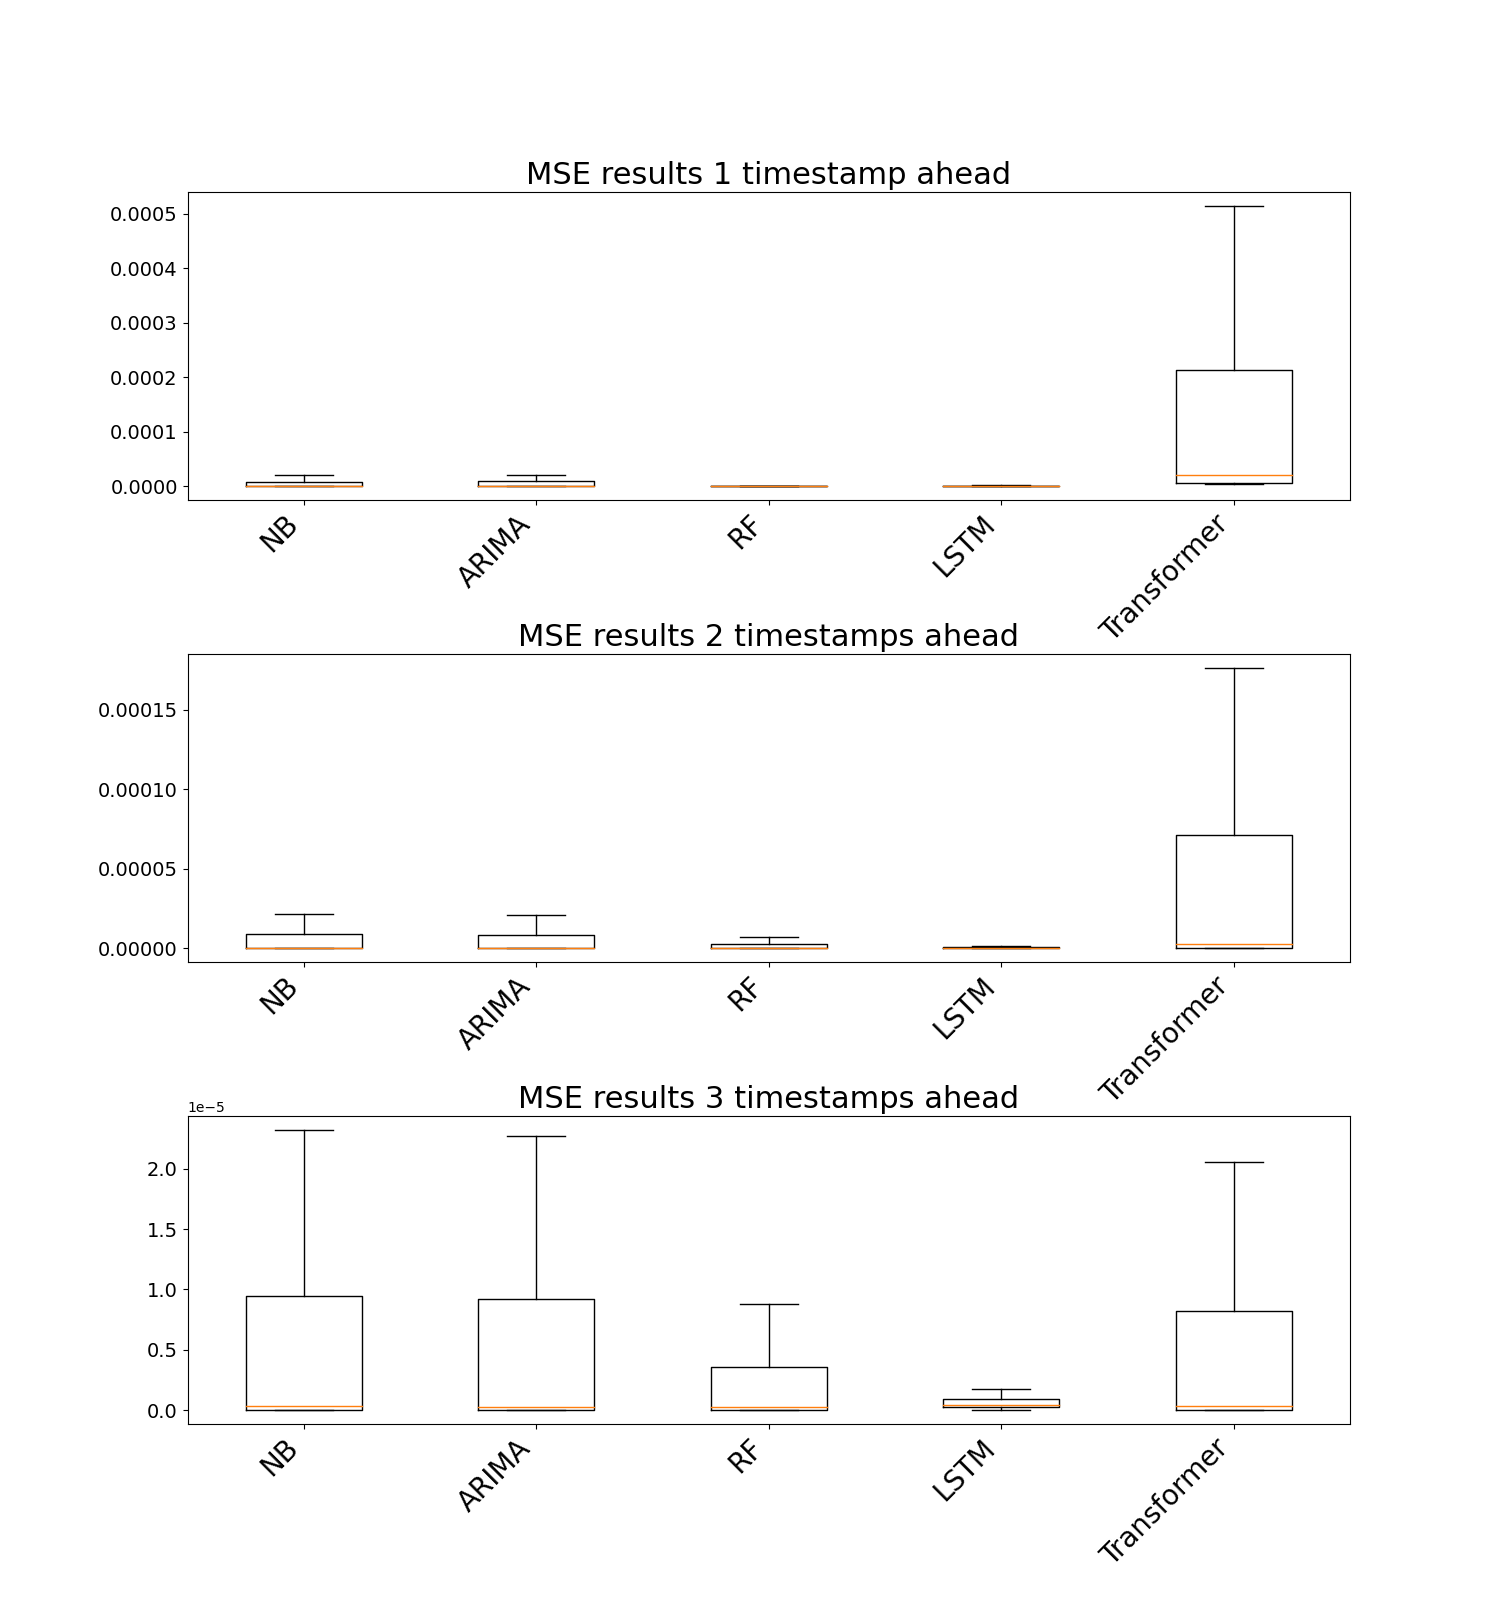 MSE results 1 timestamp ahead
0.0005
0.0004
0.0003
0.0002
0.0001
0.0000
NB
ARIMA
RF
LSTM
Transformer
MSE results 2 timestamps ahead
0.00015
0.00010
0.00005
0.00000
NB
ARIMA
RF
LSTM
Transformer
MSE results 3 timestamps ahead
1e−5
2.0
1.5
1.0
0.5
0.0
NB
ARIMA
RF
LSTM
Transformer